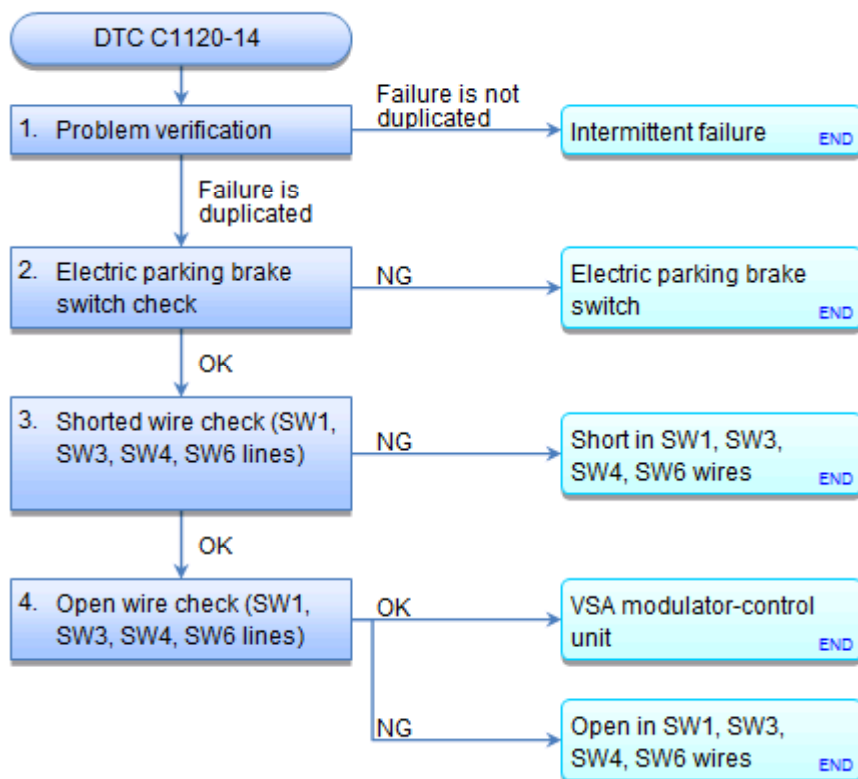 DTC C1120-14
Failure is not
duplicated
1. Problem verification
Intermittent failure
END
Failure is
duplicated
2. Electric parking brake
switch check
NG
Electric parking brake
switch
END
OK
3. Shorted wire check (SW1,
SW3, SW4, SW6 lines)
NG
Short in SW1, SW3,
SW4, SW6 wires
END
OK
4. Open wire check (SW1,
SW3, SW4, SW6 lines)
OK
VSA modulator-control
unit
END
NG
Open in SW1, SW3,
SW4, SW6 wires
END